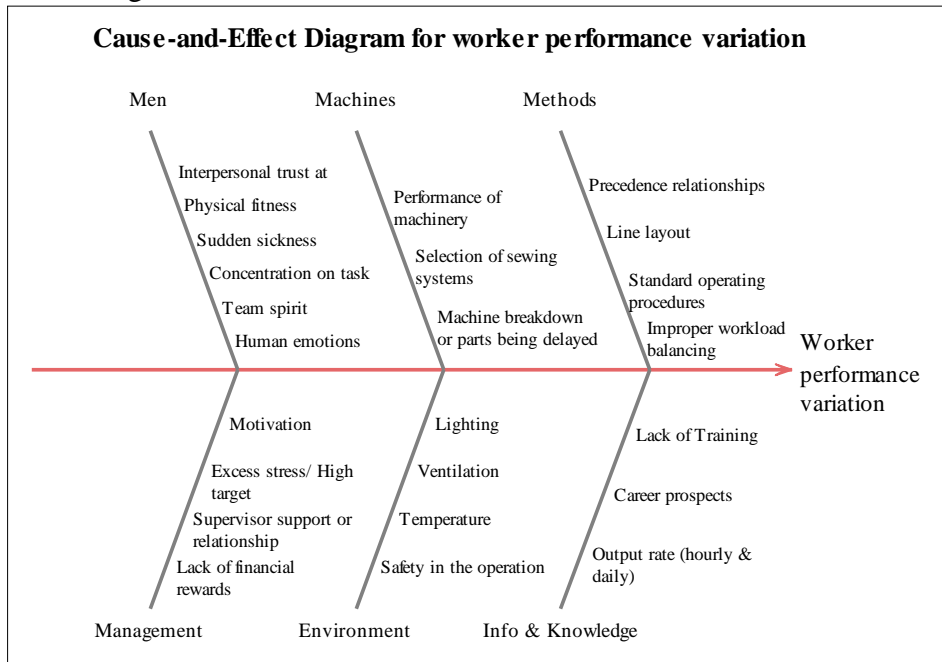 Cause-and-Effect Diagram for worker performance variation
Men
Machines
Methods
Interpersonal trust at
Physical fitness
Sudden sickness
Concentration on task
Team spirit
Human emotions
Performance of
machinery
Selection of sewing
systems
Machine breakdown
or parts being delayed
Precedence relationships
Line layout
Standard operating
procedures
Improper workload
balancing
Worker
performance
variation
Motivation
Excess stress/ High
target
Supervisor support or
relationship
Lack of financial
rewards
Lighting
Ventilation
Temperature
Safety in the operation
Lack of Training
Career prospects
Output rate (hourly &
daily)
Management
Environment
Info & Knowledge